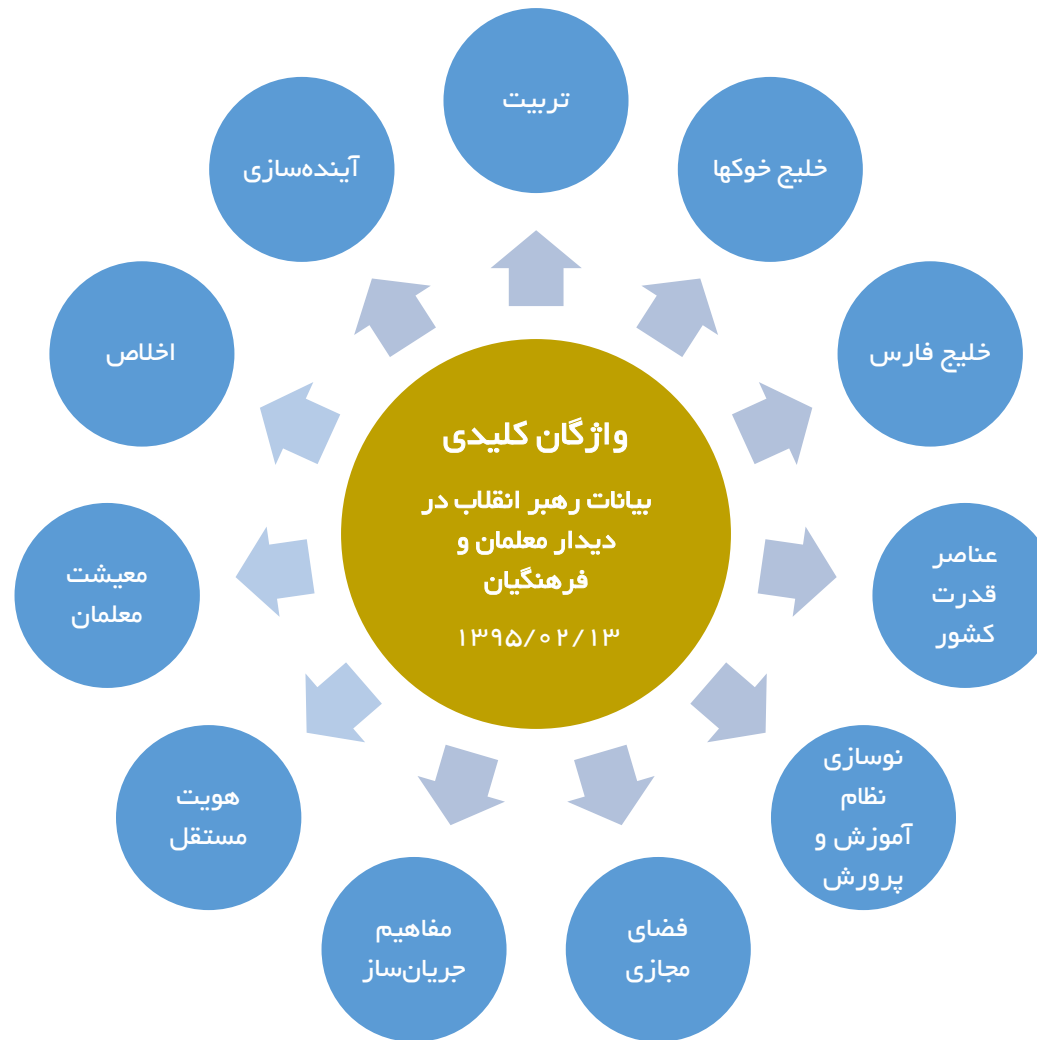 تربیت
خلیج خوکها
خلیج فارس
عناصر
قدرت
کشور
نوسازی
نظام
آموزش و
پرورش
فضای
مجازی
مفاهیم
جریان‌ساز
هویت
مستقل
معیشت
معلمان
اخلاص
آینده‌سازی
واژگان کلیدی
بیانات رهبر انقلاب در
دیدار معلمان و
فرهنگیان
۱۳۹۵/۰۲/۱۳